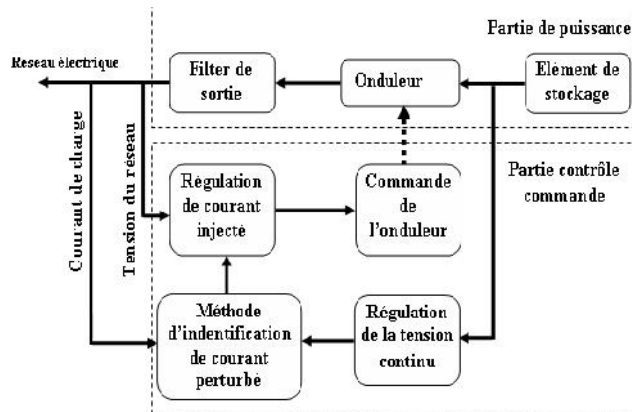 Partie de puissance
Reseau électrique
Filter de
sortie
Onduleur
Elément de
stockage
Courant de charge
Tension du réseau
Régulation
de courant
injecté
Commande
de
l'onduleur
Partie contrôle
commande
Méthode
d'indentification
de courant
perturbé
Régulation
de la tension
continu